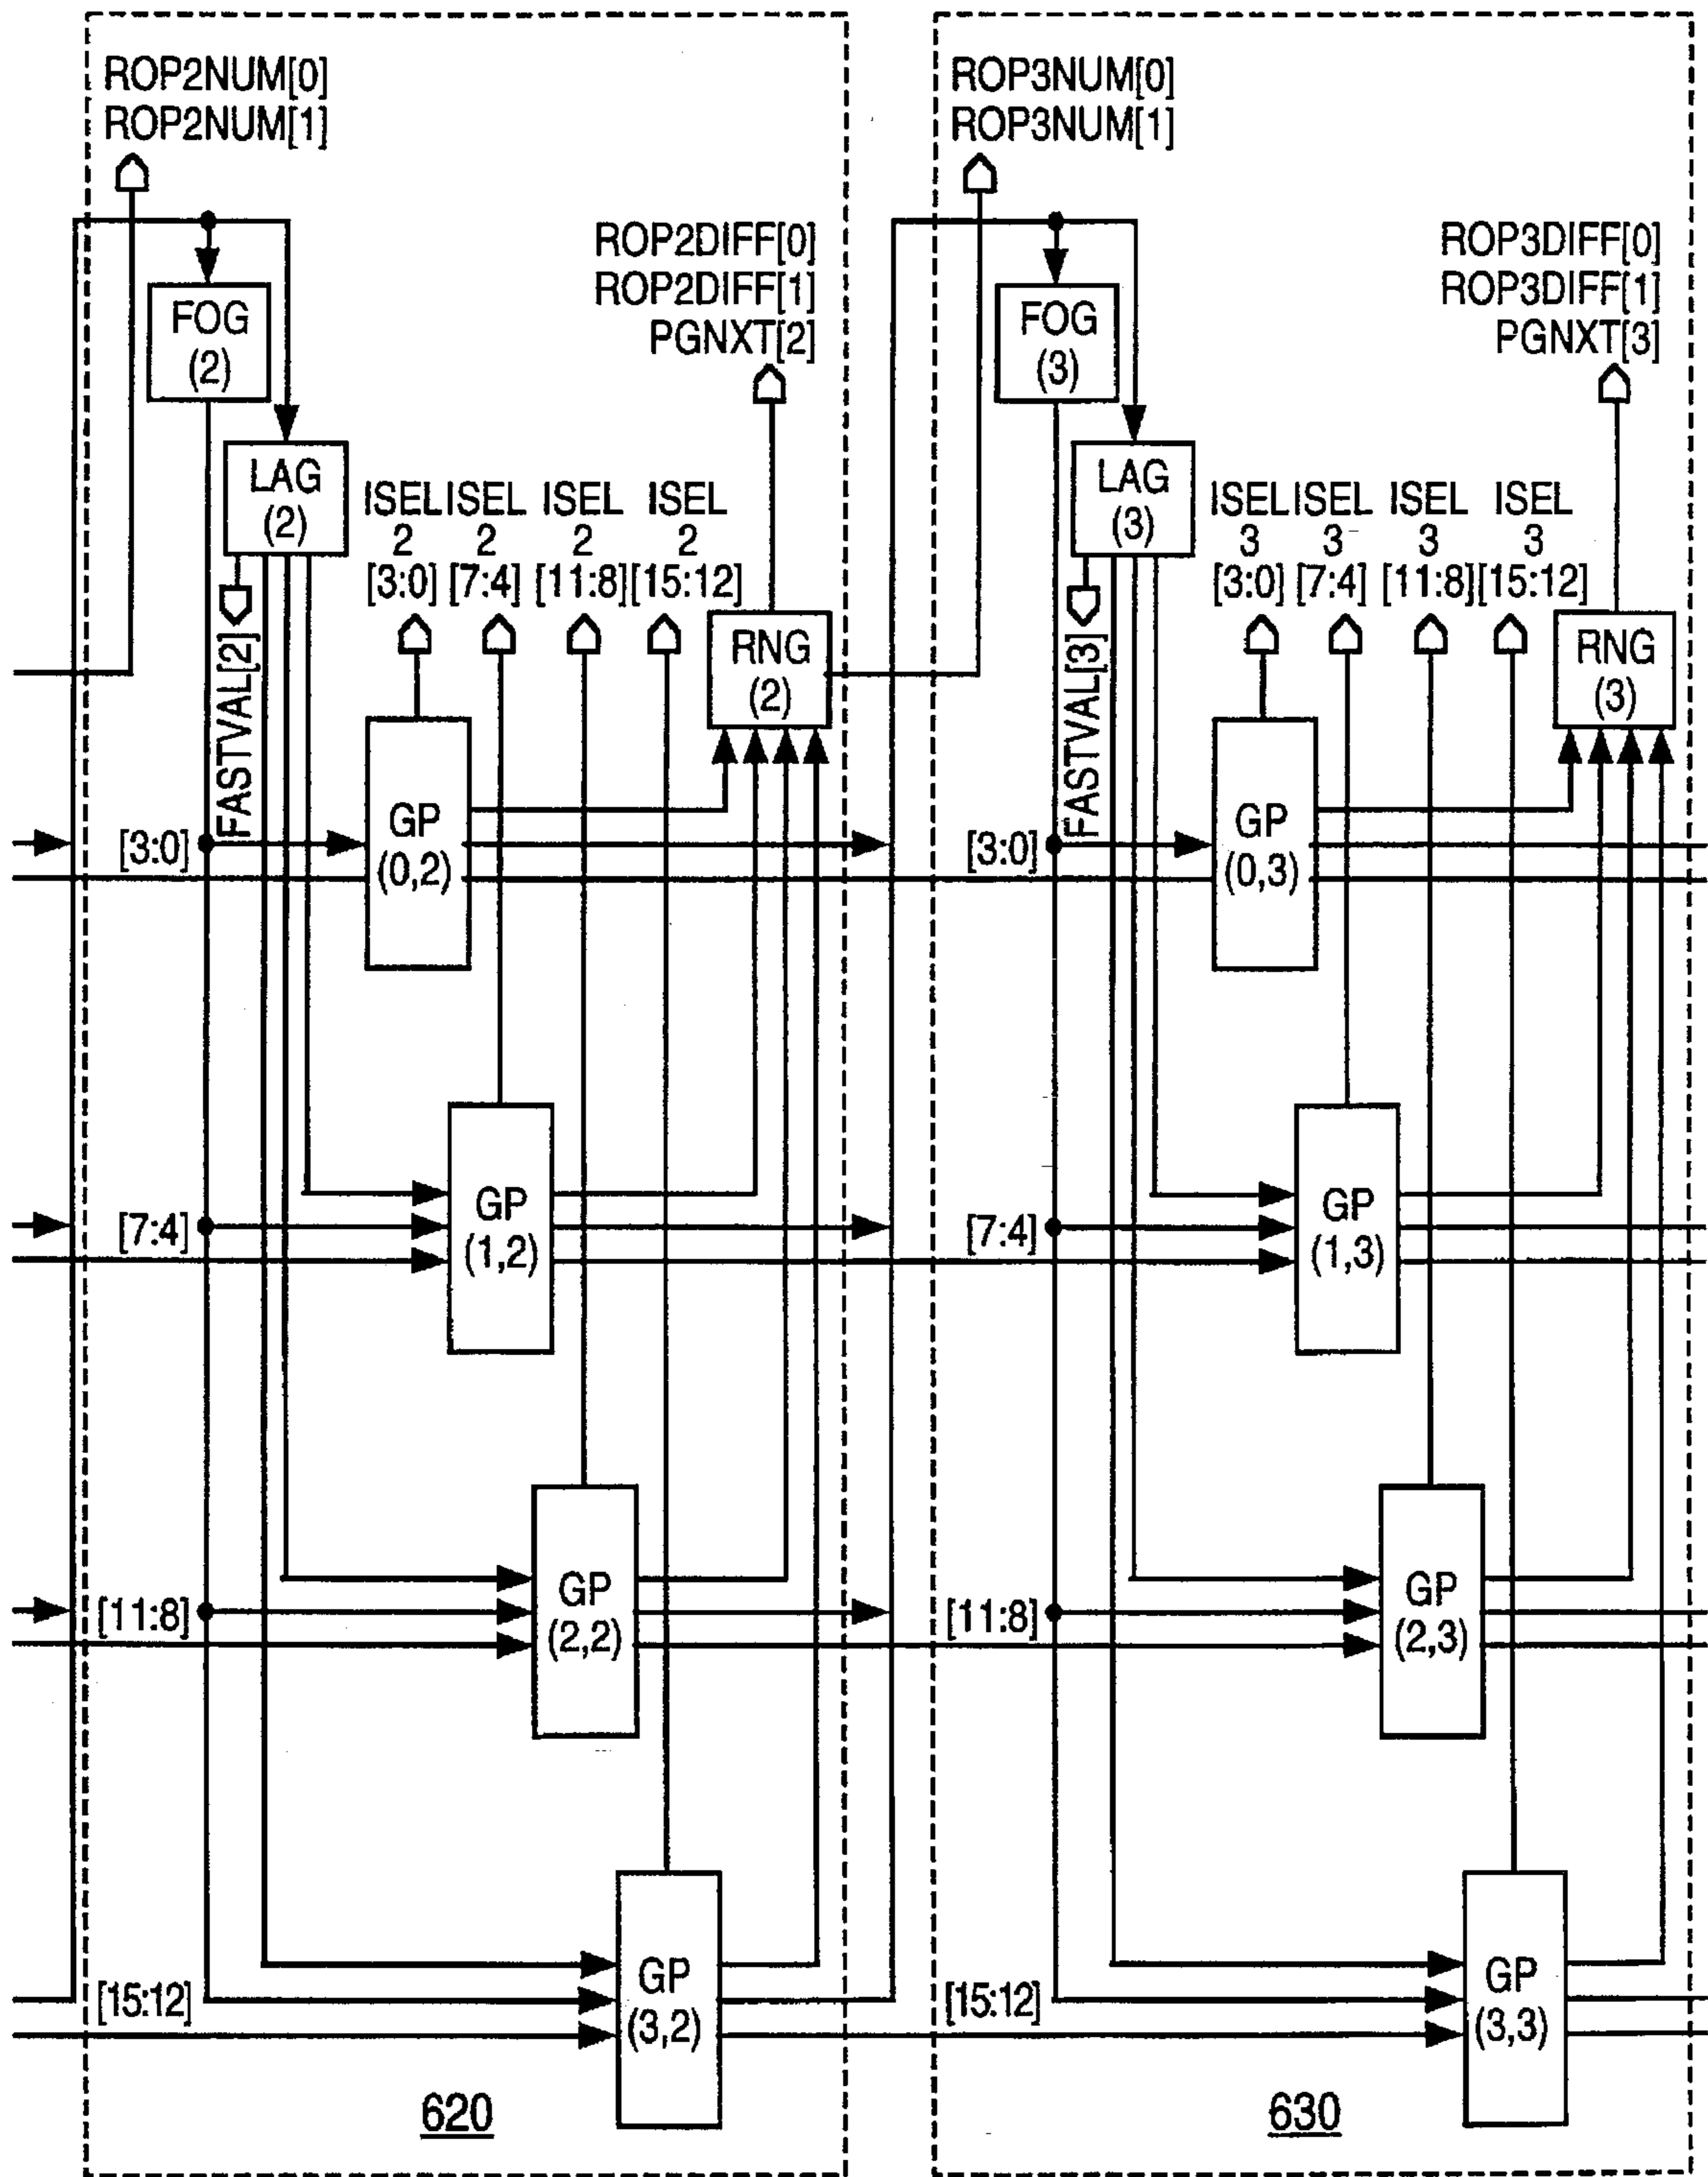 ROP2NUM[0]
ROP2NUM[1]
ROP2DIFF[0]
ROP2DIFF[1]
PGNXT[2]
FOG
(2)
LAG
(2)
ISEL ISEL ISEL ISEL
2 2 2 2
[3:0] [7:4] [11:8] [15:12]
FASTVAL[2]
RNG
(2)
[3:0]
GP
(0,2)
[7:4]
GP
(1,2)
[11:8]
GP
(2,2)
[15:12]
GP
(3,2)
620
ROP3NUM[0]
ROP3NUM[1]
ROP3DIFF[0]
ROP3DIFF[1]
PGNXT[3]
FOG
(3)
LAG
(3)
ISEL ISEL ISEL ISEL
3 3 3 3
[3:0] [7:4] [11:8] [15:12]
FASTVAL[3]
RNG
(3)
[3:0]
GP
(0,3)
[7:4]
GP
(1,3)
[11:8]
GP
(2,3)
[15:12]
GP
(3,3)
630